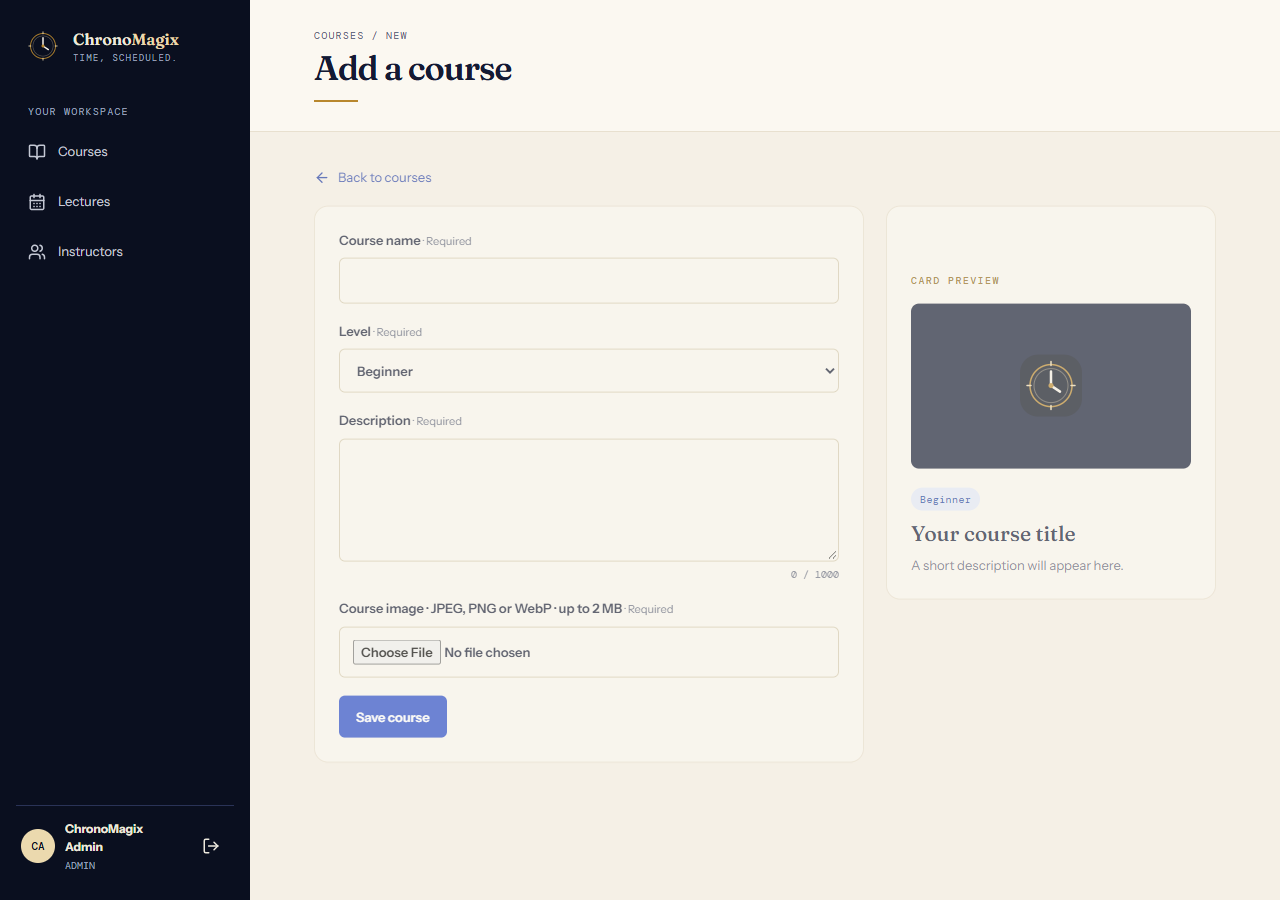 ChronoMagix
TIME, SCHEDULED.
YOUR WORKSPACE
Courses
Lectures
Instructors
CA
ChronoMagix
Admin
ADMIN
COURSES / NEW
Add a course
Back to courses
Course name · Required
Level · Required
Beginner
Description · Required
0 / 1000
Course image · JPEG, PNG or WebP · up to 2 MB · Required
Choose File No file chosen
Save course
CARD PREVIEW
Beginner
Your course title
A short description will appear here.